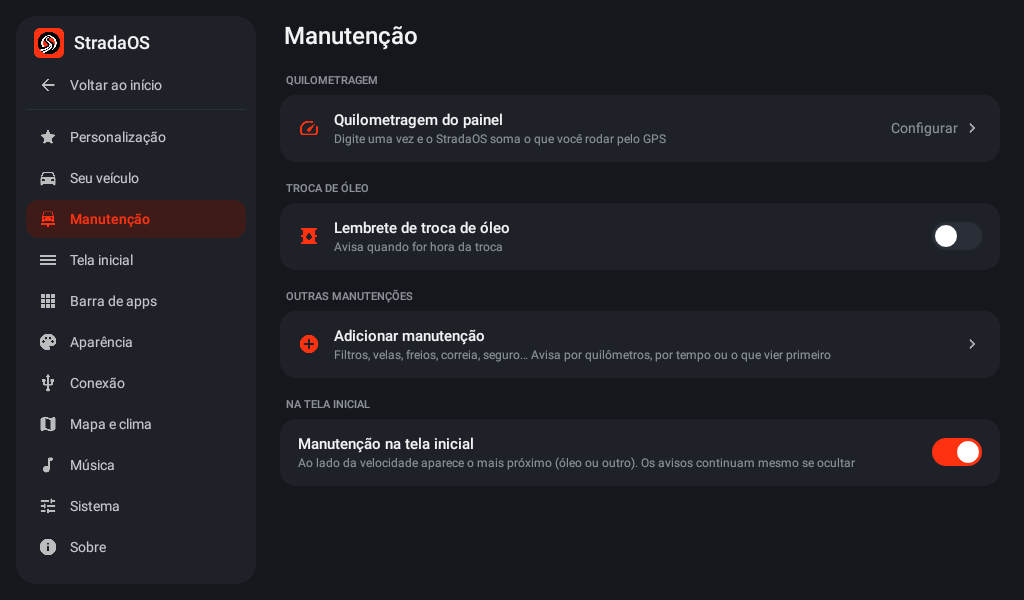 StradaOS
Voltar ao início
Personalização
Seu veículo
Manutenção
Tela inicial
Barra de apps
Aparência
Conexão
Mapa e clima
Música
Sistema
Sobre
Manutenção
QUILOMETRAGEM
Quilometragem do painel
Digite uma vez e o StradaOS soma o que você rodar pelo GPS
Configurar
TROCA DE ÓLEO
Lembrete de troca de óleo
Avisa quando for hora da troca
OUTRAS MANUTENÇÕES
Adicionar manutenção
Filtros, velas, freios, correia, seguro... Avisa por quilômetros, por tempo ou o que vier primeiro
NA TELA INICIAL
Manutenção na tela inicial
Ao lado da velocidade aparece o mais próximo (óleo ou outro). Os avisos continuam mesmo se ocultar